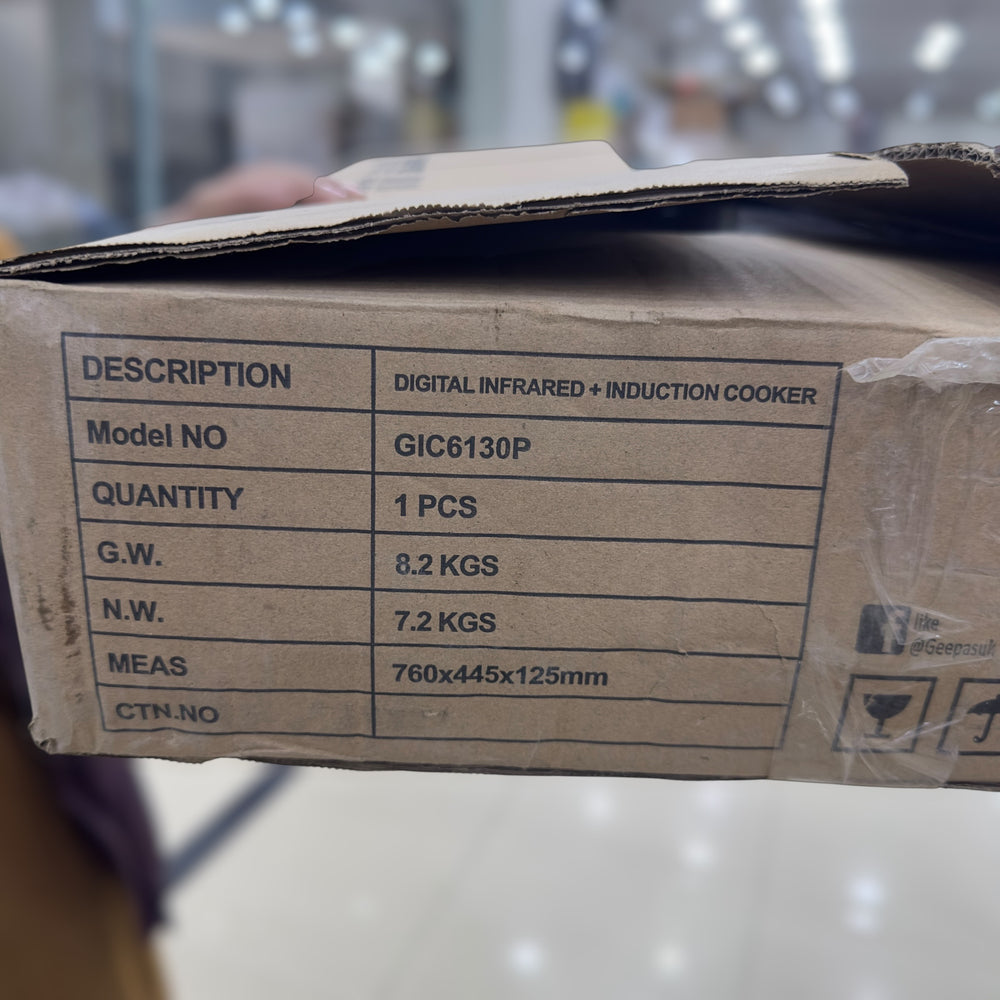 DESCRIPTION DIGITAL INFRARED + INDUCTION COOKER
Model NO GIC6130P
QUANTITY 1 PCS
G.W. 8.2 KGS
N.W. 7.2 KGS
MEAS 760x445x125mm
CTN.NO
f like
@Geepasuk